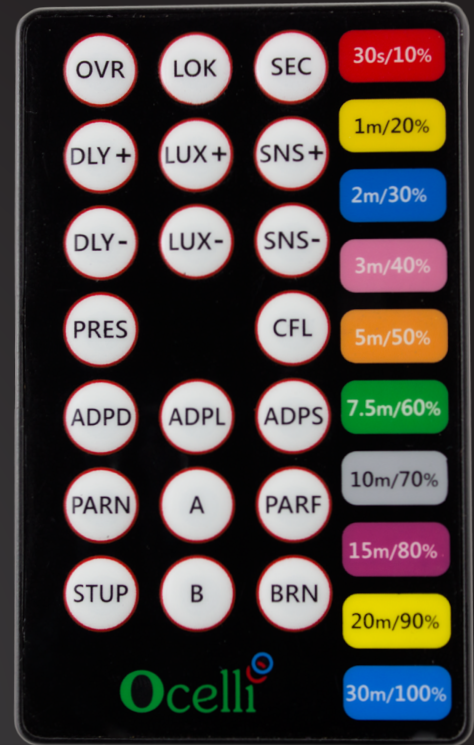 OVR LOK SEC 30s/10%
1m/20%
DLY+ LUX+ SNS+
2m/30%
DLY- LUX- SNS-
3m/40%
PRES CFL 5m/50%
ADPD ADPL ADPS 7.5m/60%
10m/70%
PARN A PARF
15m/80%
STUP B BRN 20m/90%
Ocelli 30m/100%